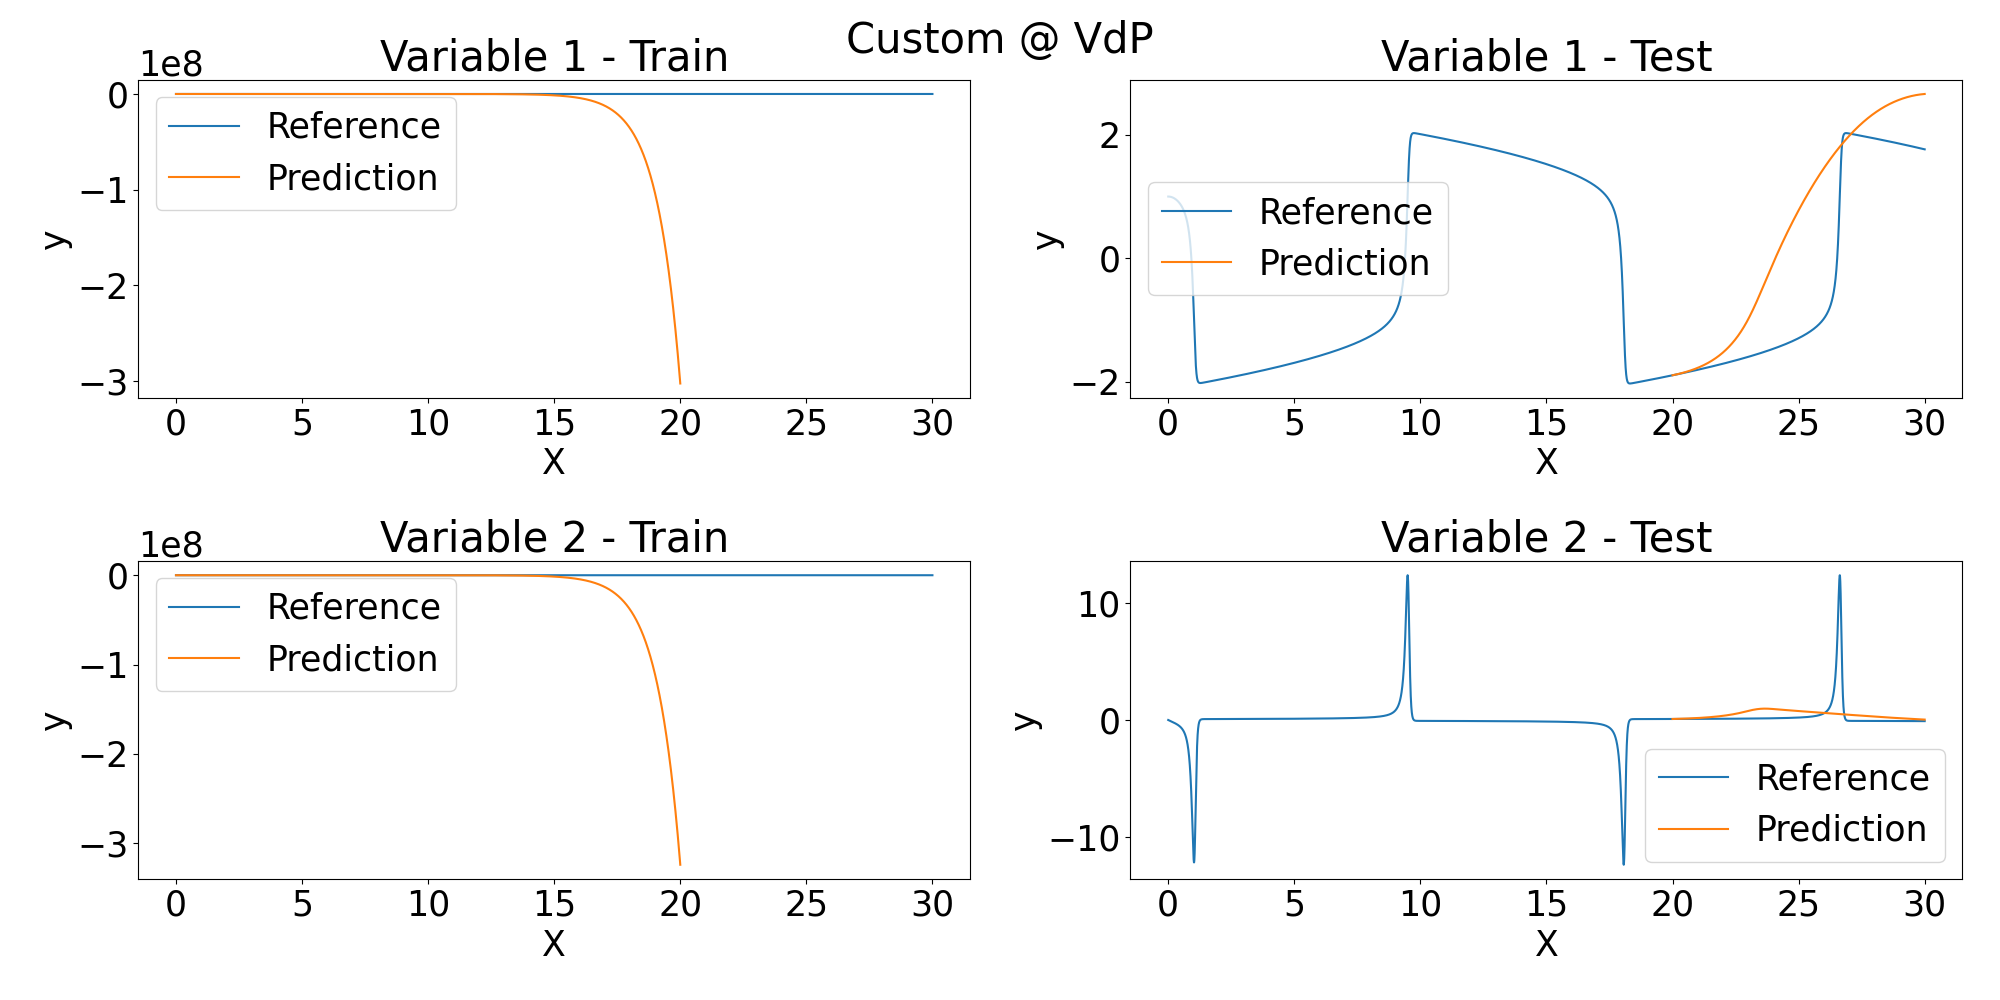 Custom @ VdP
Variable 1 - Train
1e8
0
−1
−2
−3
y
Reference
Prediction
0 5 10 15 20 25 30
X
Variable 1 - Test
2
0
−2
y
Reference
Prediction
0 5 10 15 20 25 30
X
Variable 2 - Train
1e8
0
−1
−2
−3
y
Reference
Prediction
0 5 10 15 20 25 30
X
Variable 2 - Test
10
0
−10
y
Reference
Prediction
0 5 10 15 20 25 30
X